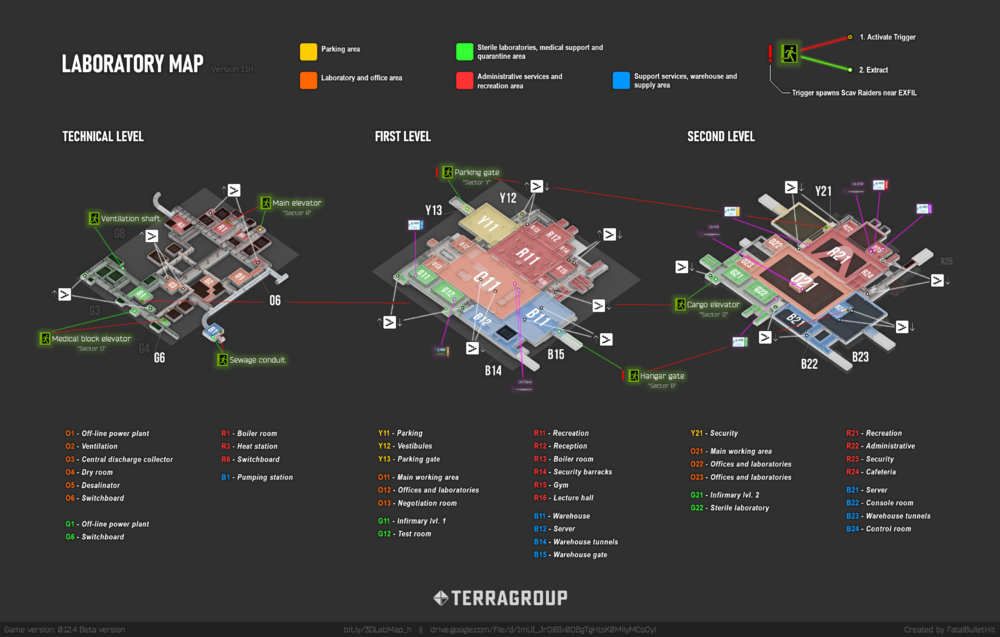 LABORATORY MAP Version 11H
Parking area
Laboratory and office area
Sterile laboratories, medical support and
quarantine area
Administrative services and
recreation area
Support services, warehouse and
supply area
1. Activate Trigger
2. Extract
Trigger spawns Scav Raiders near EXFIL
TECHNICAL LEVEL
FIRST LEVEL
SECOND LEVEL
Ventilation shaft
Main elevator
"Sector R"
G8
R1
O1
O3
G1
G3
O6
Medical block elevator
"Sector O"
G4
G6
B1
Sewage conduit
Parking gate
"Sector Y"
Y12
Y13
Y11
R12
R11
R15
O11
G11
G12
B12
B11
B14
B15
Hangar gate
"Sector B"
Y21
O22
R21
R24
R25
G23
G21
G22
O21
Cargo elevator
"Sector G"
B21
B24
B22
B23
O1 - Off-line power plant
O2 - Ventilation
O3 - Central discharge collector
O4 - Dry room
O5 - Desalinator
O6 - Switchboard
G1 - Off-line power plant
G6 - Switchboard
R1 - Boiler room
R3 - Heat station
R6 - Switchboard
B1 - Pumping station
Y11 - Parking
Y12 - Vestibules
Y13 - Parking gate
O11 - Main working area
O12 - Offices and laboratories
O13 - Negotiation room
G11 - Infirmary lvl. 1
G12 - Test room
R11 - Recreation
R12 - Reception
R13 - Boiler room
R14 - Security barracks
R15 - Gym
R16 - Lecture hall
B11 - Warehouse
B12 - Server
B14 - Warehouse tunnels
B15 - Warehouse gate
Y21 - Security
O21 - Main working area
O22 - Offices and laboratories
O23 - Offices and laboratories
G21 - Infirmary lvl. 2
G22 - Sterile laboratory
R21 - Recreation
R22 - Administrative
R23 - Security
R24 - Cafeteria
B21 - Server
B22 - Console room
B23 - Warehouse tunnels
B24 - Control room
TERRAGROUP
Game version: 0.12.4 Beta version
bit.ly/3DLabMap_h ||
Created by FatalBulletHit